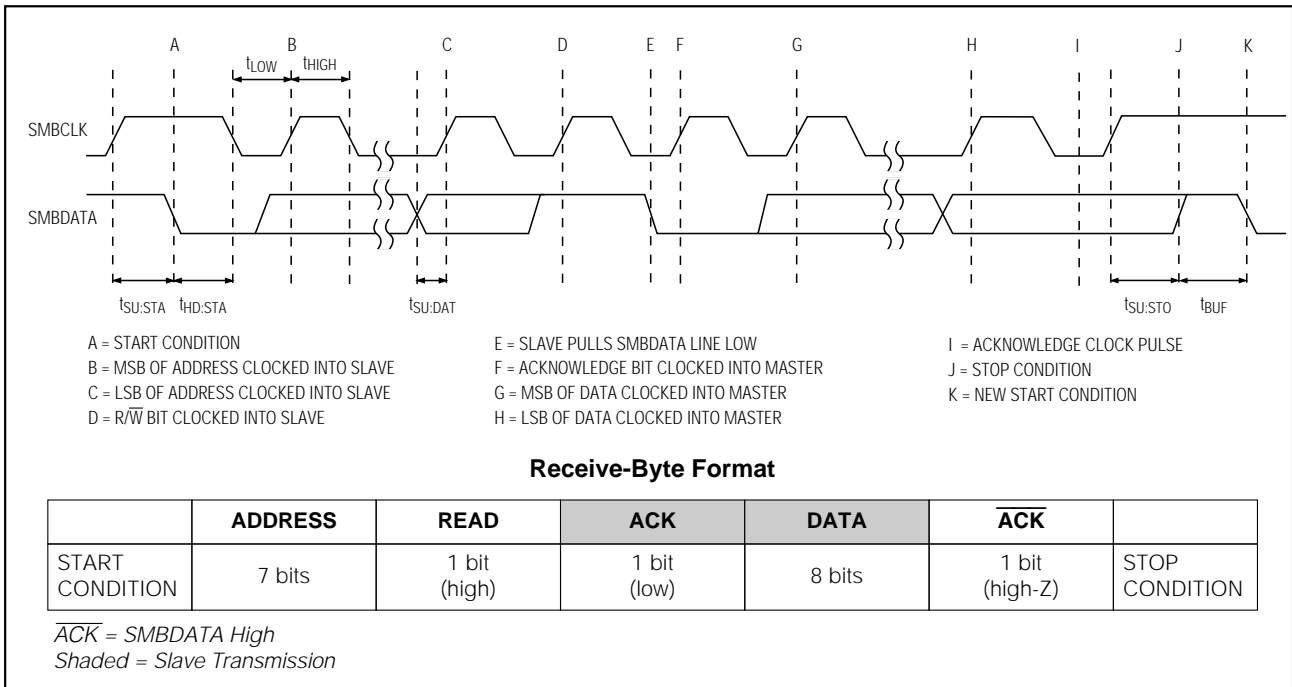 A B C D E F G H I J K
tLOW tHIGH
SMBCLK
SMBDATA
tSU:STA tHD:STA tSU:DAT tSU:STO tBUF
A = START CONDITION
B = MSB OF ADDRESS CLOCKED INTO SLAVE
C = LSB OF ADDRESS CLOCKED INTO SLAVE
D = R/W̅ BIT CLOCKED INTO SLAVE
E = SLAVE PULLS SMBDATA LINE LOW
F = ACKNOWLEDGE BIT CLOCKED INTO MASTER
G = MSB OF DATA CLOCKED INTO MASTER
H = LSB OF DATA CLOCKED INTO MASTER
I = ACKNOWLEDGE CLOCK PULSE
J = STOP CONDITION
K = NEW START CONDITION
Receive-Byte Format
ADDRESS READ ACK DATA A̅C̅K̅
START CONDITION 7 bits 1 bit (high) 1 bit (low) 8 bits 1 bit (high-Z) STOP CONDITION
A̅C̅K̅ = SMBDATA High
Shaded = Slave Transmission